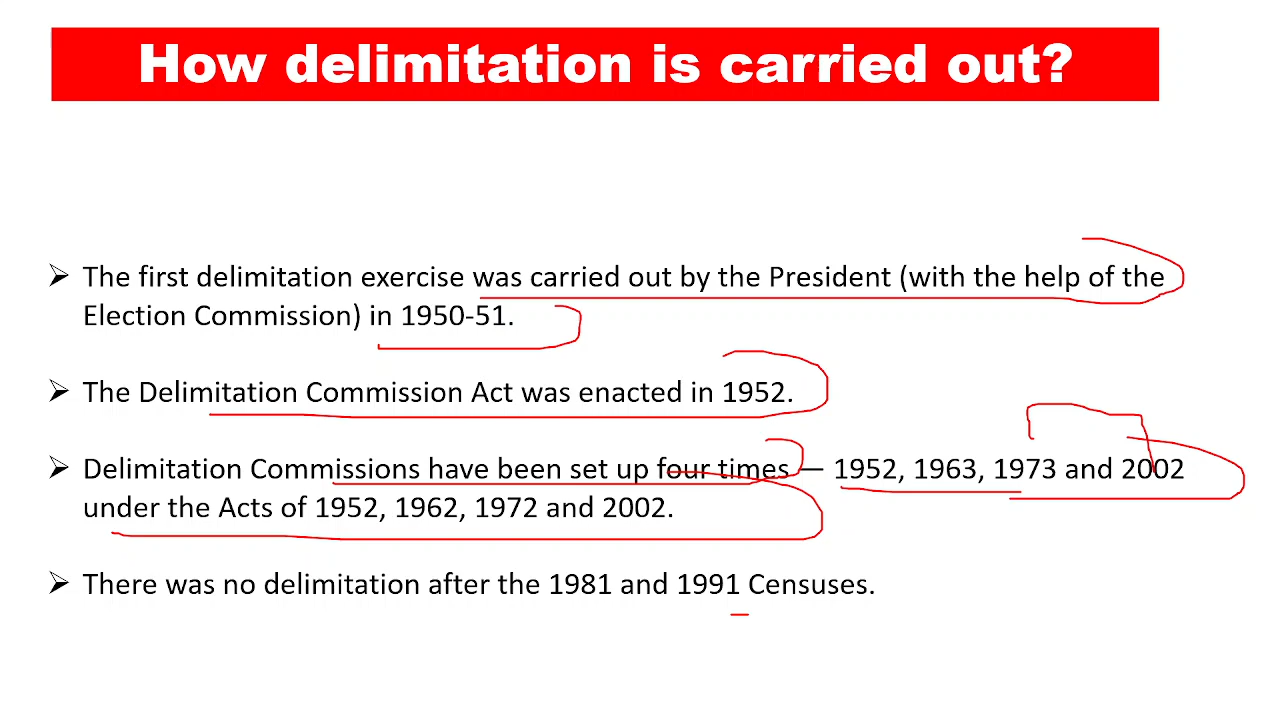 How delimitation is carried out?
➢ The first delimitation exercise was carried out by the President (with the help of the
Election Commission) in 1950-51.
➢ The Delimitation Commission Act was enacted in 1952.
➢ Delimitation Commissions have been set up four times — 1952, 1963, 1973 and 2002
under the Acts of 1952, 1962, 1972 and 2002.
➢ There was no delimitation after the 1981 and 1991 Censuses.